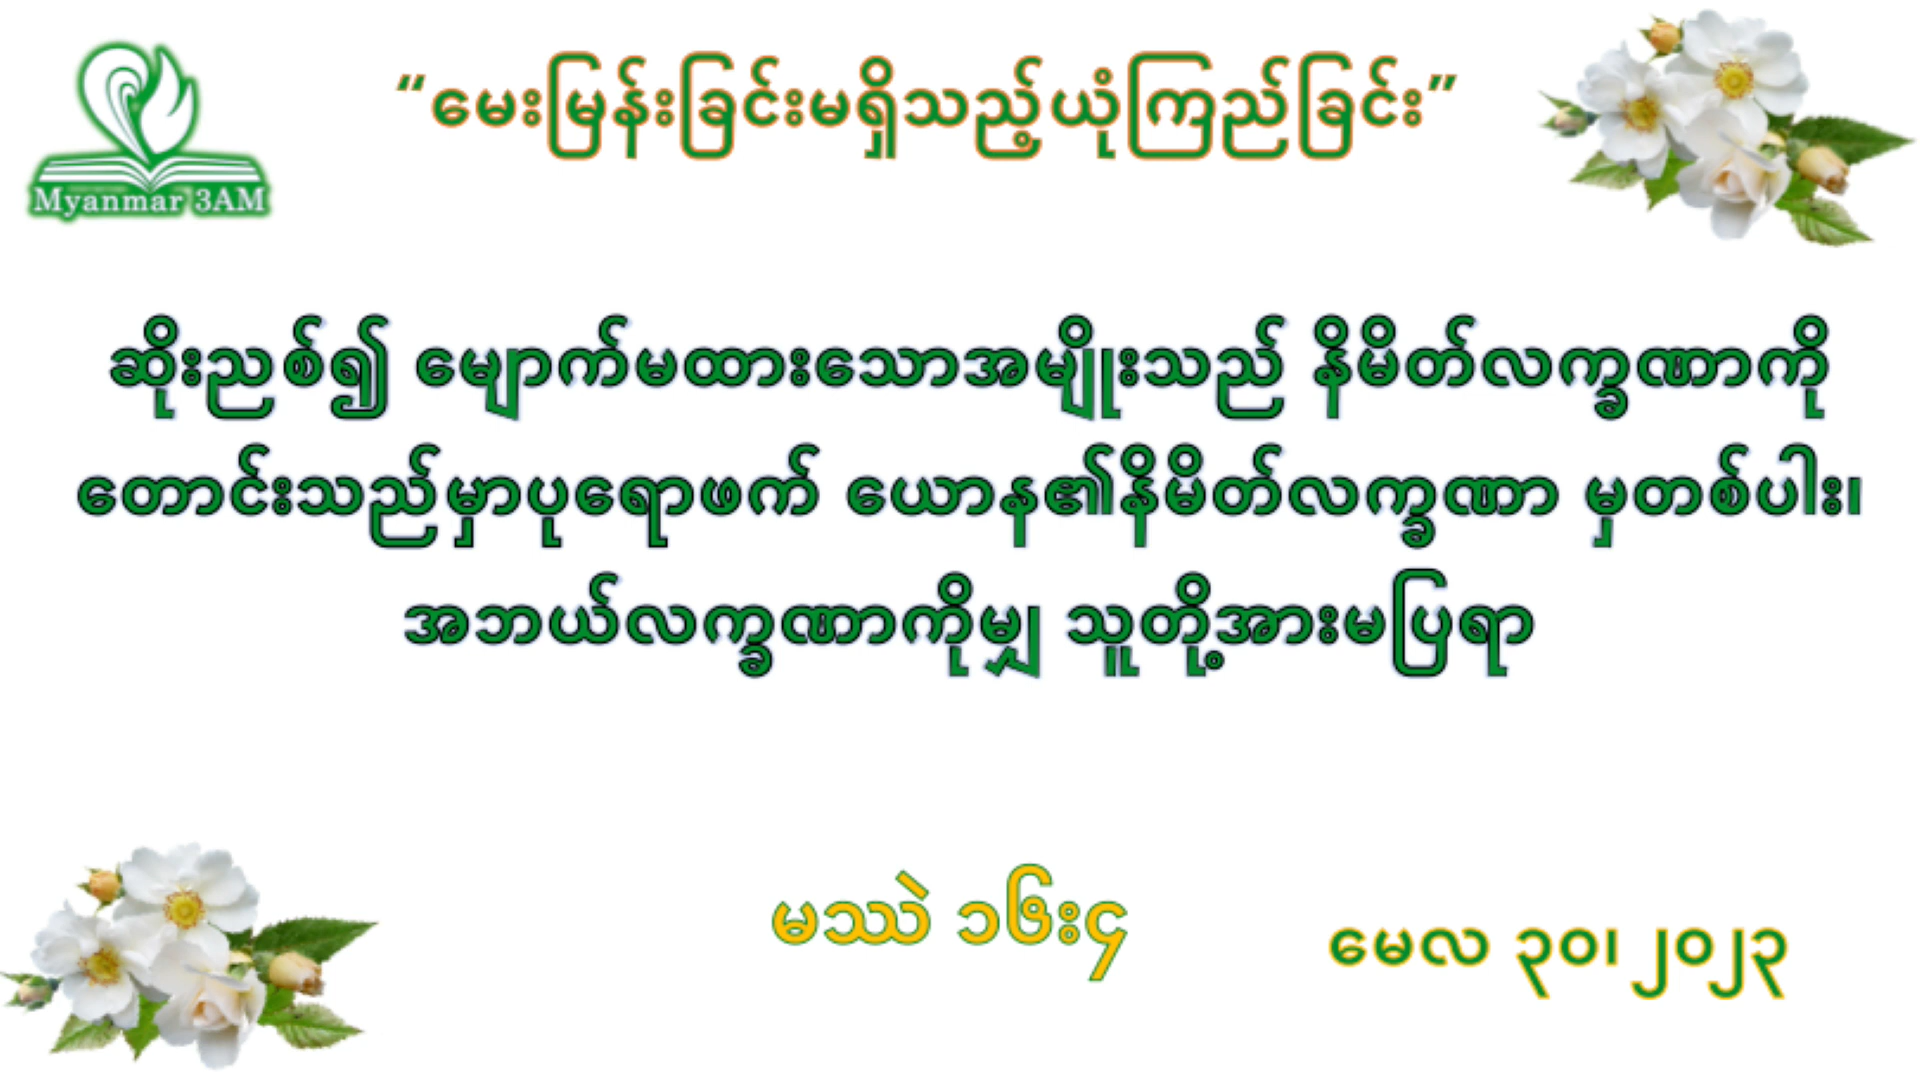 “မေးမြန်းခြင်းမရှိသည့်ယုံကြည်ခြင်း”
Myanmar 3AM
ဆိုးညစ်၍ မျောက်မထားသောအမျိုးသည် နိမိတ်လက္ခဏာကို
တောင်းသည်မှာပုရောဖက် ယောန၏နိမိတ်လက္ခဏာ မှတစ်ပါး၊
အဘယ်လက္ခဏာကိုမျှ သူတို့အားမပြရာ
မဿဲ ၁၆း၄
မေလ ၃၀၊ ၂၀၂၃